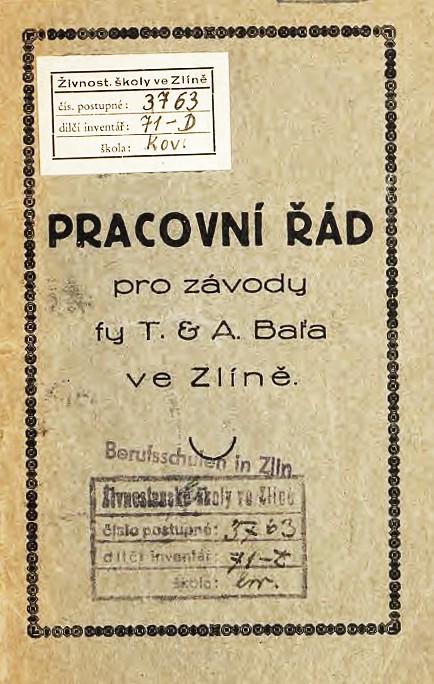 Živnost. školy ve Zlíně
čís. postupné: 3763
dílčí inventář: 71-D
škola: Kov.
PRACOVNÍ ŘÁD
pro závody
fy T. & A. Baťa
ve Zlíně.
Berufsschulen in Zlin
Živnostenské školy ve Zlíně
číslo postupné: 3763
dílčí inventář: 71-D
škola: